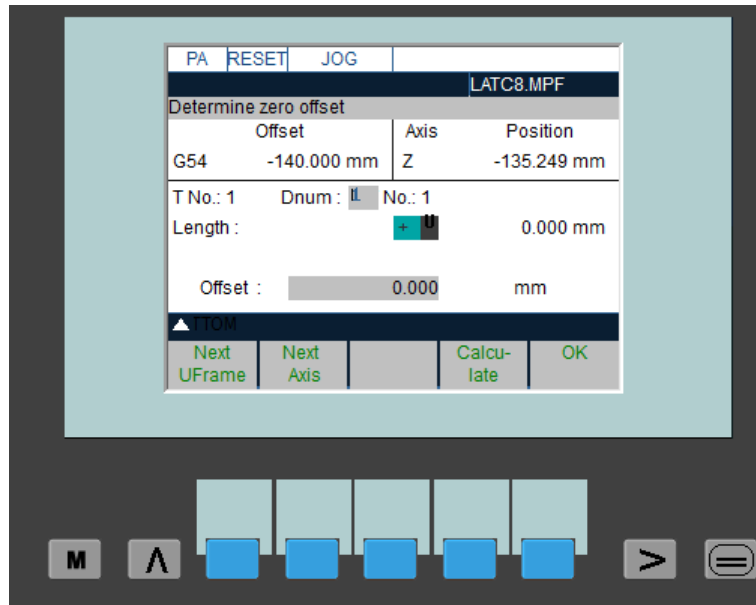 PA RESET JOG
LATC8.MPF
Determine zero offset
Offset Axis Position
G54 -140.000 mm Z -135.249 mm
T No.: 1 Dnum : No.: 1
Length : + U 0.000 mm
Offset : 0.000 mm
TTOM
Next UFrame Next Axis Calcu- late OK
M Λ > =